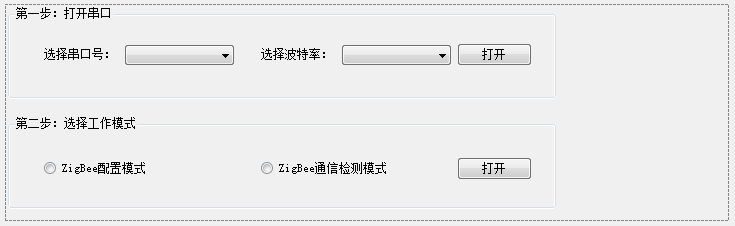 第一步：打开串口
选择串口号： 选择波特率： 打开
第二步：选择工作模式
ZigBee配置模式 ZigBee通信检测模式 打开